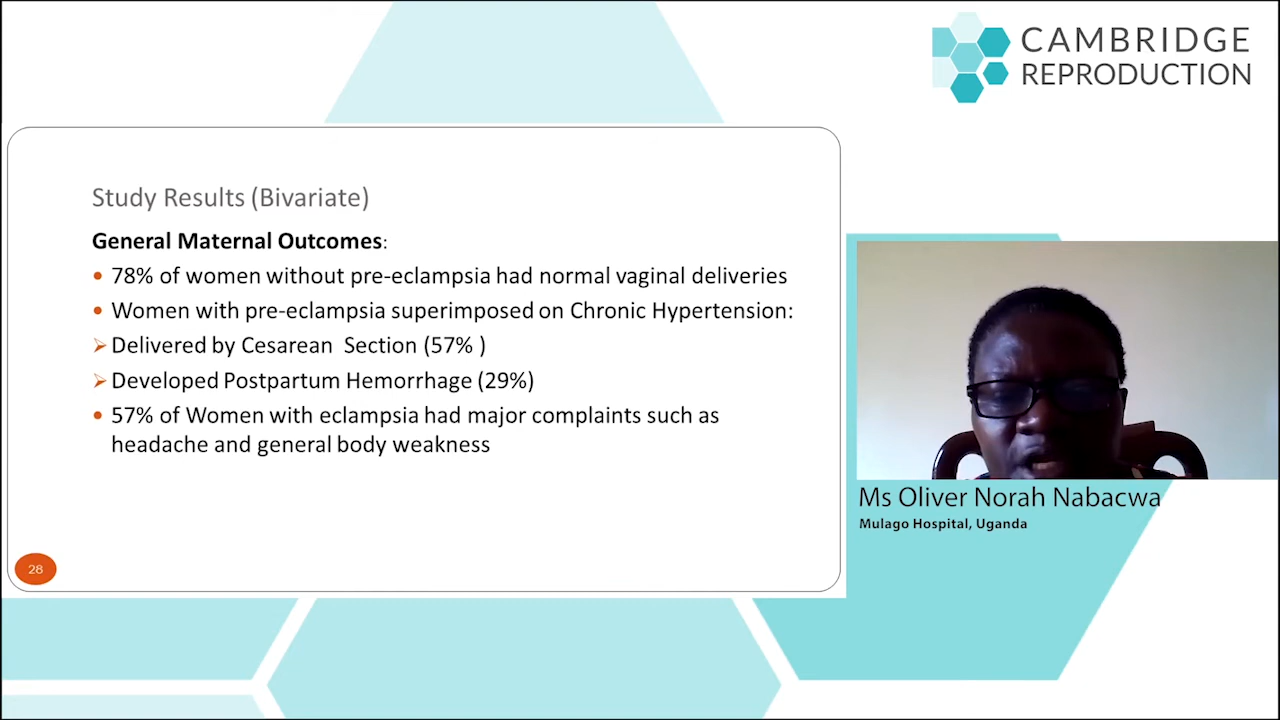 CAMBRIDGE
REPRODUCTION
Study Results (Bivariate)
General Maternal Outcomes:
• 78% of women without pre-eclampsia had normal vaginal deliveries
• Women with pre-eclampsia superimposed on Chronic Hypertension:
➢ Delivered by Cesarean Section (57% )
➢ Developed Postpartum Hemorrhage (29%)
• 57% of Women with eclampsia had major complaints such as
headache and general body weakness
28
Ms Oliver Norah Nabacwa
Mulago Hospital, Uganda